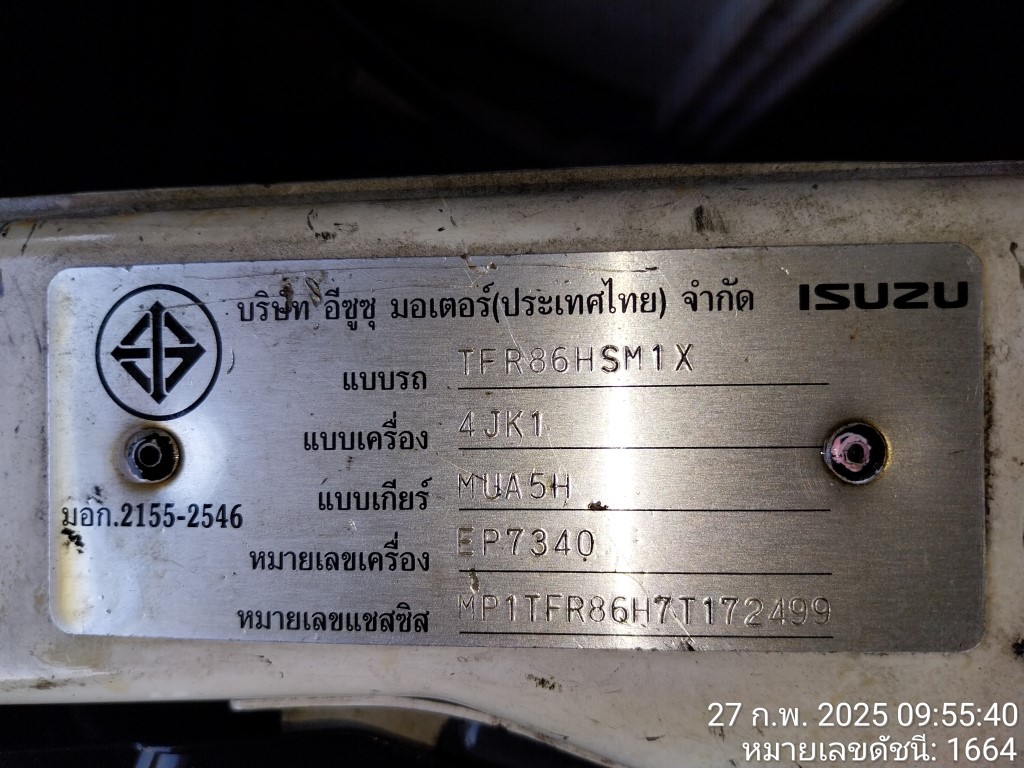 บริษัท อีซูซุ มอเตอร์(ประเทศไทย) จำกัด ISUZU
แบบรถ TFR86HSM1X
แบบเครื่อง 4JK1
แบบเกียร์ MUA5H
มอก.2155-2546
หมายเลขเครื่อง EP7340
หมายเลขแชสซิส MP1TFR86H7T172499
27 ก.พ. 2025 09:55:40
หมายเลขดัชนี: 1664